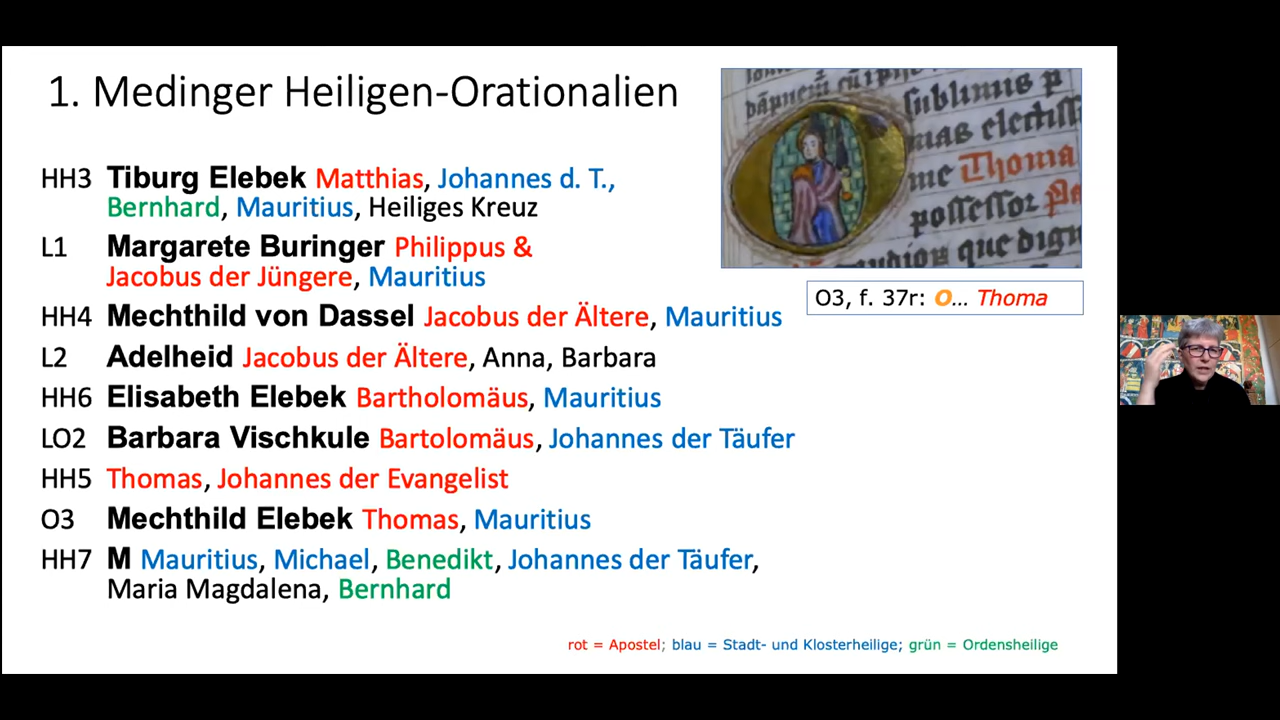 1. Medinger Heiligen-Orationalien
HH3 Tiburg Elebek Matthias, Johannes d. T.,
Bernhard, Mauritius, Heiliges Kreuz
L1 Margarete Buringer Philippus &
Jacobus der Jüngere, Mauritius
HH4 Mechthild von Dassel Jacobus der Ältere, Mauritius
L2 Adelheid Jacobus der Ältere, Anna, Barbara
HH6 Elisabeth Elebek Bartholomäus, Mauritius
LO2 Barbara Vischkule Bartolomäus, Johannes der Täufer
HH5 Thomas, Johannes der Evangelist
O3 Mechthild Elebek Thomas, Mauritius
HH7 M Mauritius, Michael, Benedikt, Johannes der Täufer,
Maria Magdalena, Bernhard
sublimis p
mas electiss
me Thoma
possessor Pa
que dign
O3, f. 37r: O... Thoma
rot = Apostel; blau = Stadt- und Klosterheilige; grün = Ordensheilige